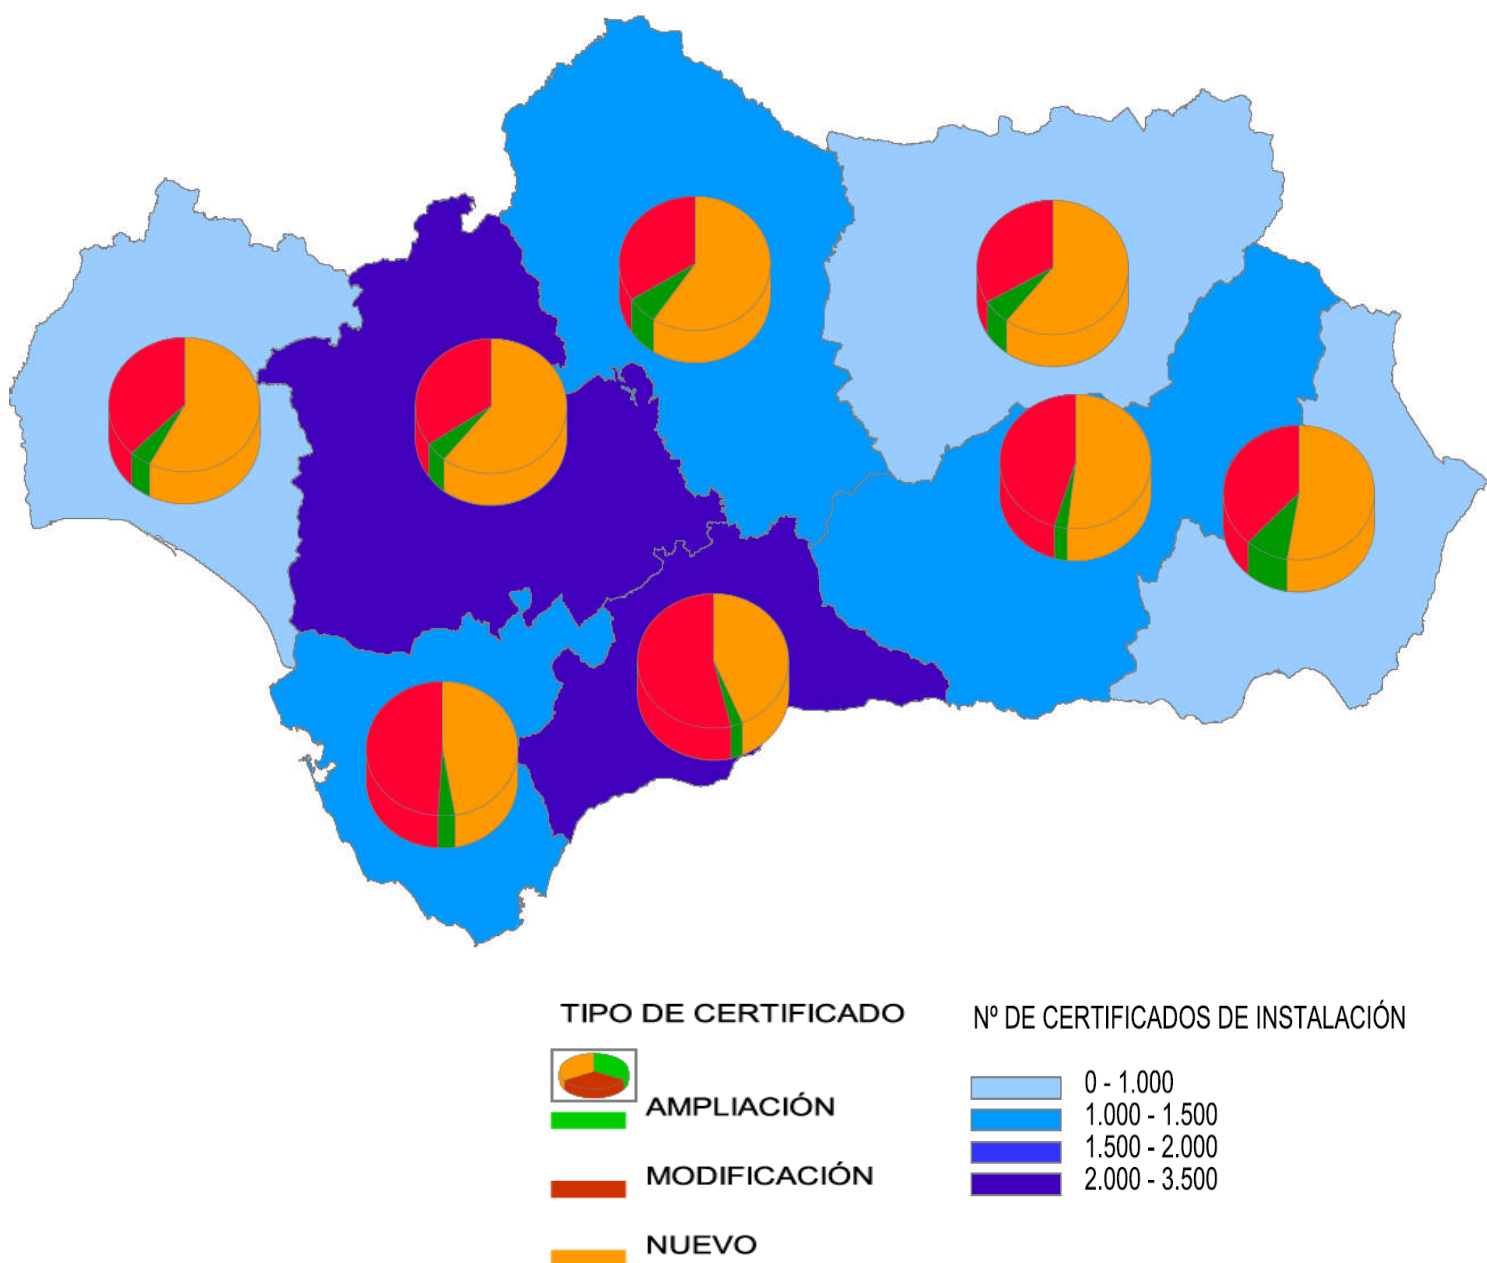 TIPO DE CERTIFICADO
AMPLIACIÓN
MODIFICACIÓN
NUEVO
Nº DE CERTIFICADOS DE INSTALACIÓN
0 - 1.000
1.000 - 1.500
1.500 - 2.000
2.000 - 3.500